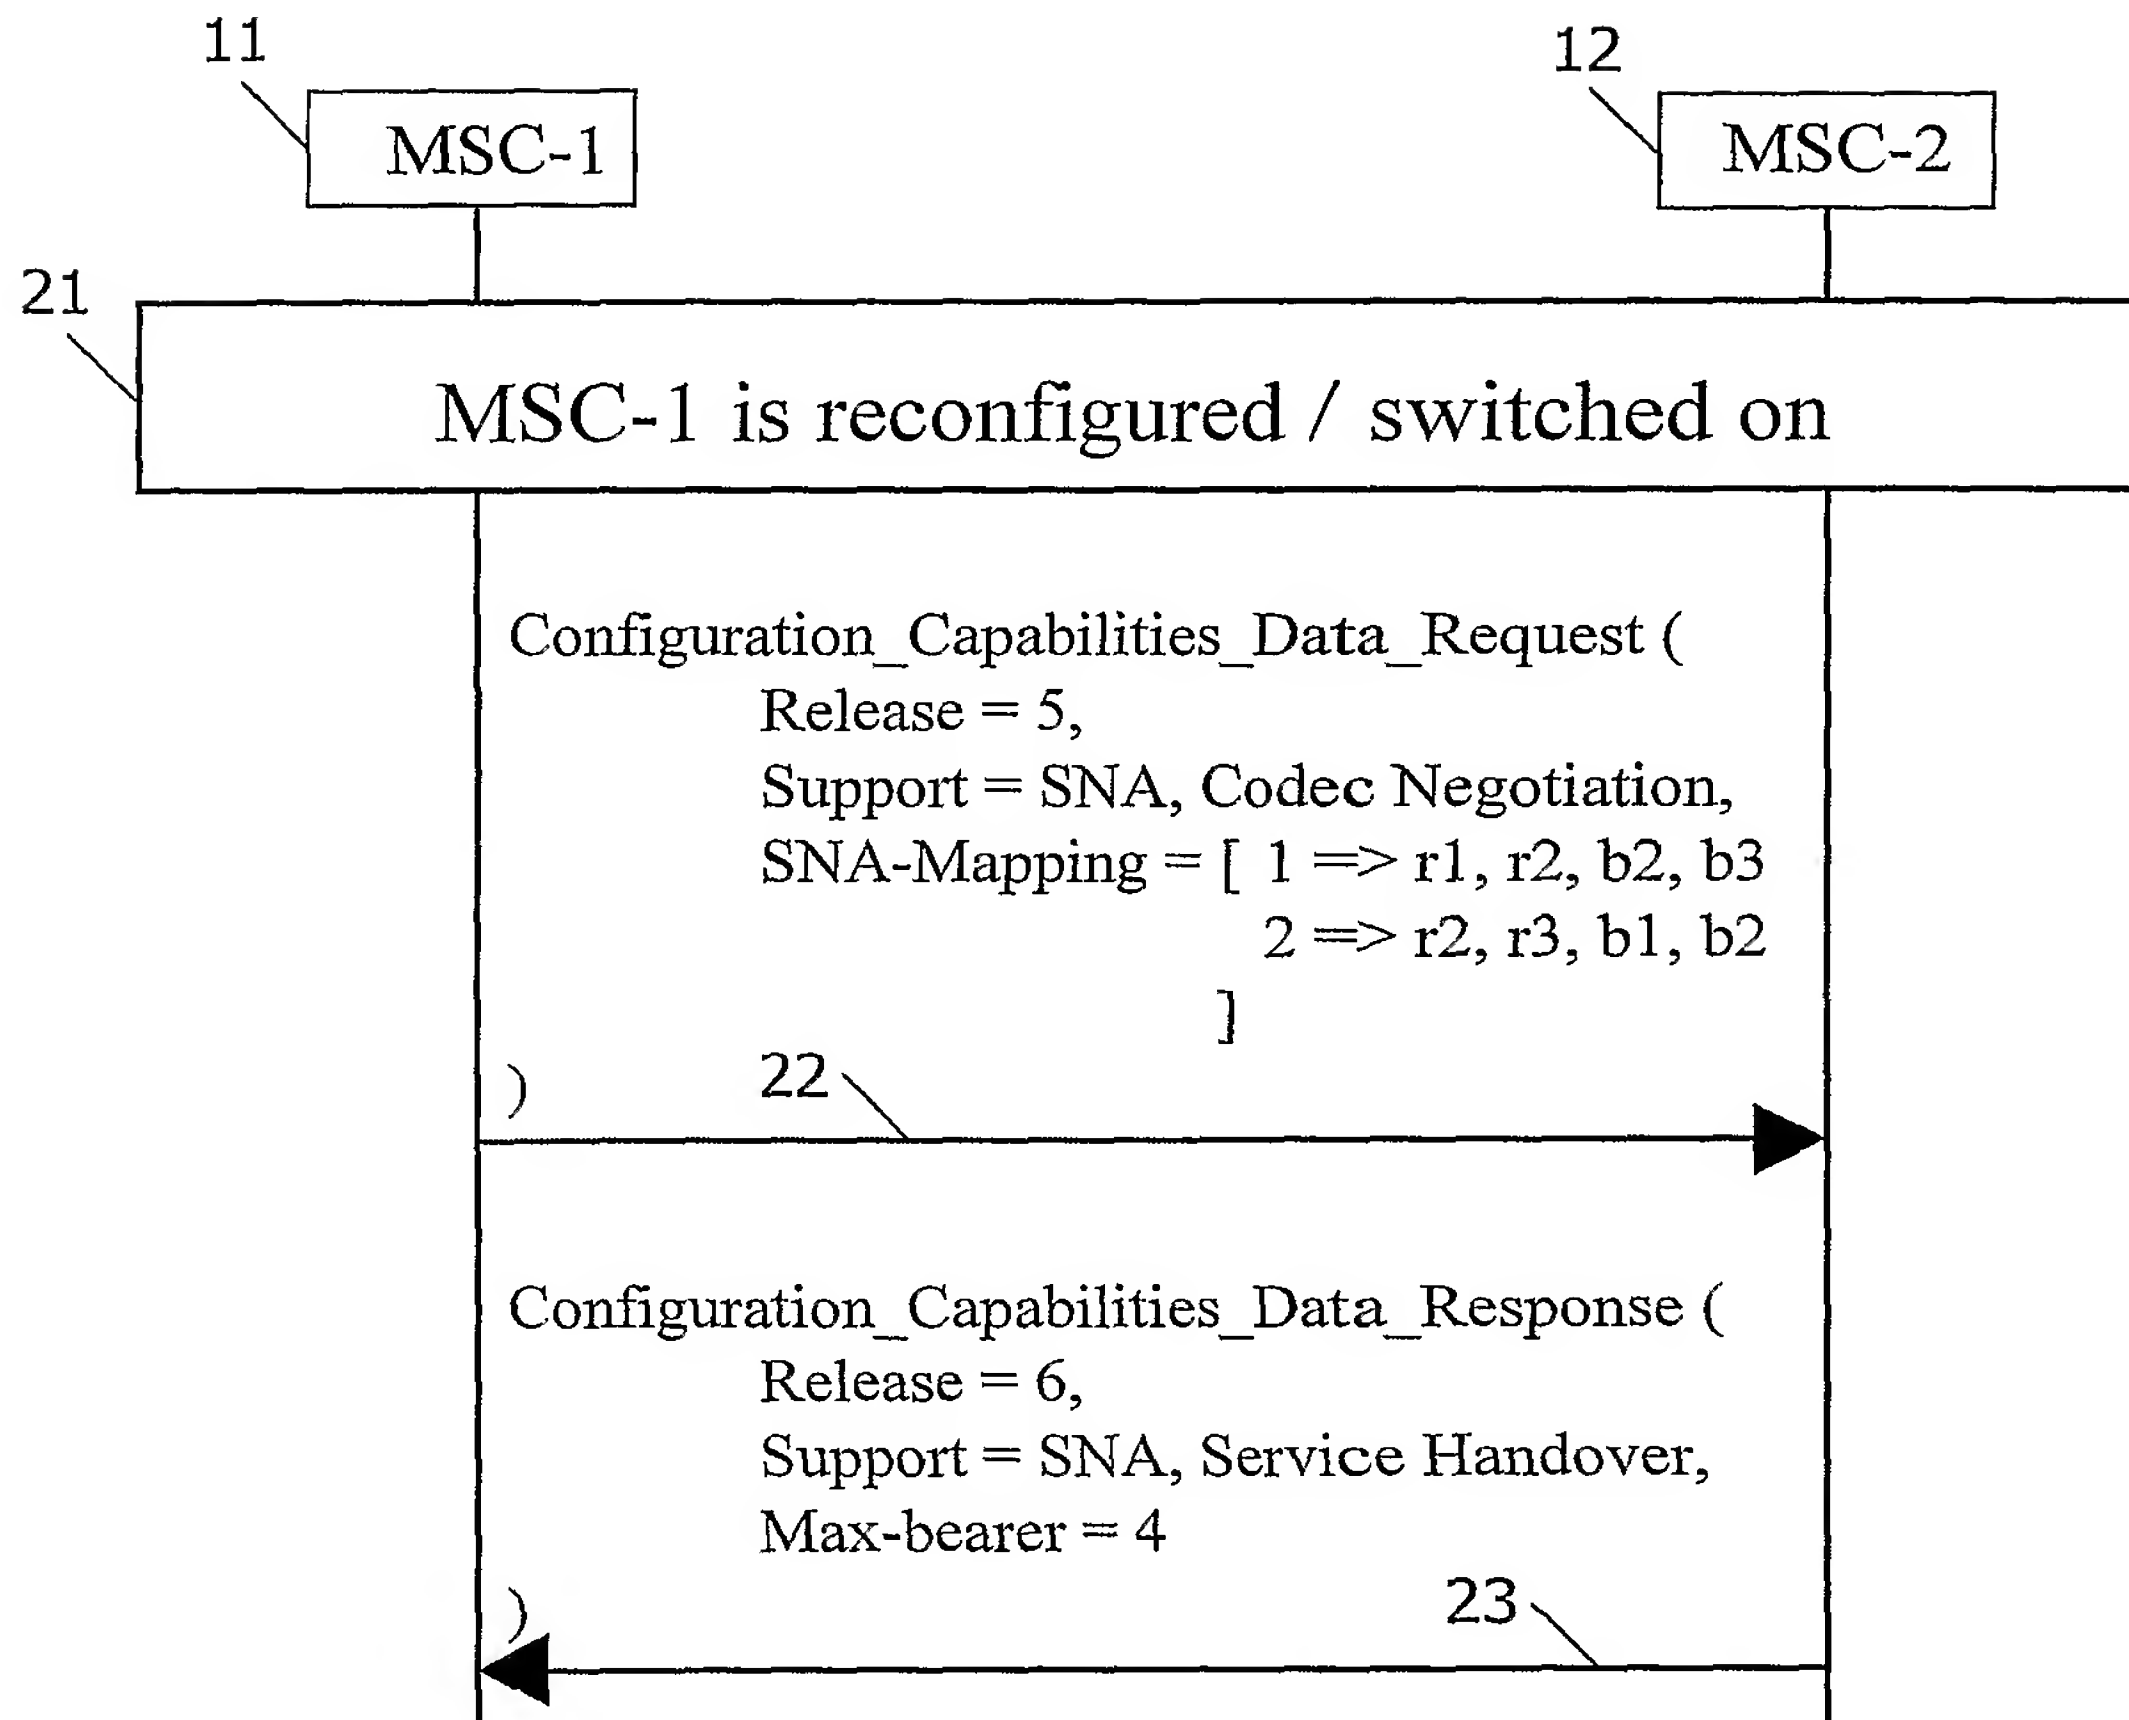 11
12
MSC-1
MSC-2
21
MSC-1 is reconfigured / switched on
Configuration_Capabilities_Data_Request (
Release = 5,
Support = SNA, Codec Negotiation,
SNA-Mapping = [ 1 => r1, r2, b2, b3
2 => r2, r3, b1, b2
]
)
22
Configuration_Capabilities_Data_Response (
Release = 6,
Support = SNA, Service Handover,
Max-bearer = 4
)
23